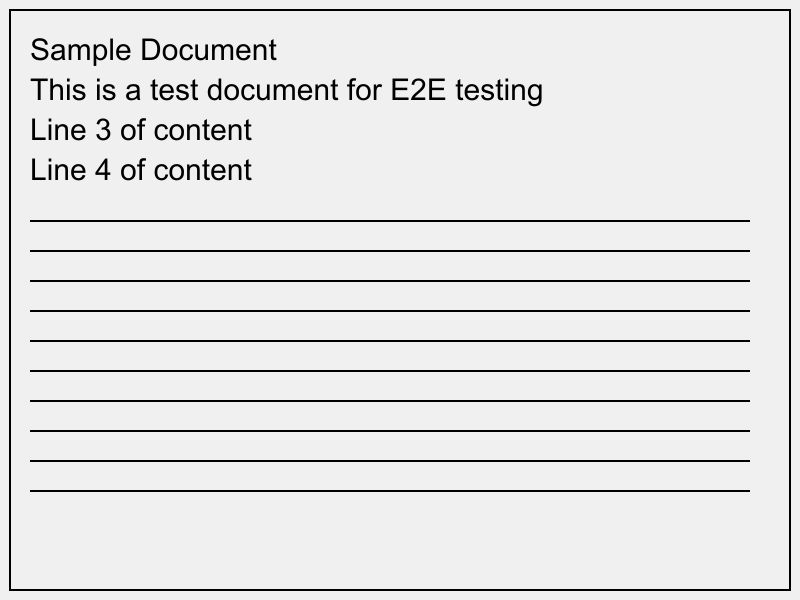 Sample Document
This is a test document for E2E testing
Line 3 of content
Line 4 of content